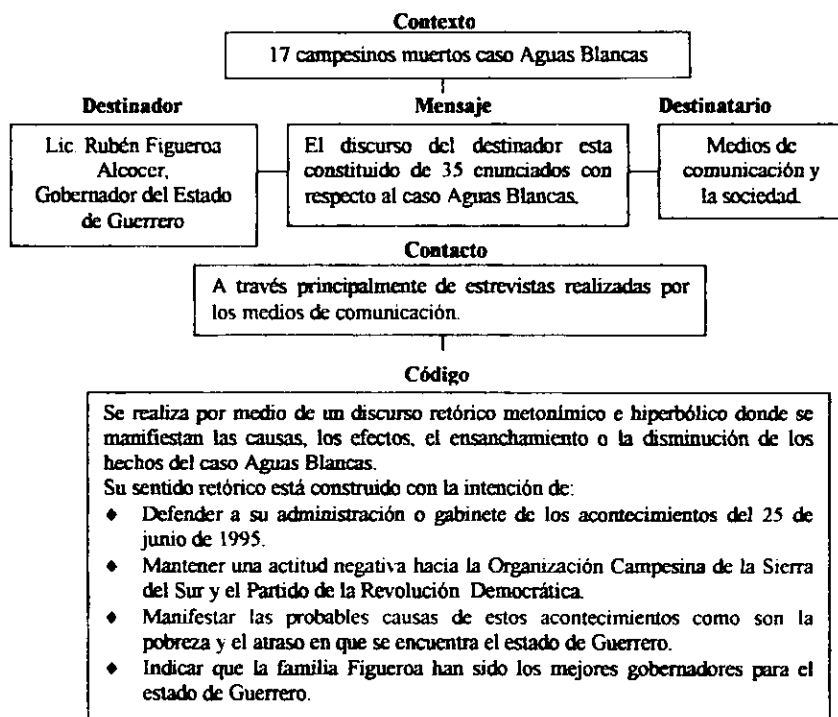 Contexto
17 campesinos muertos caso Aguas Blancas
Destinador
Mensaje
Destinatario
Lic. Rubén Figueroa
Alcocer,
Gobernador del Estado
de Guerrero
El discurso del destinador esta
constituido de 35 enunciados con
respecto al caso Aguas Blancas.
Medios de
comunicación y
la sociedad.
Contacto
A través principalmente de estrevistas realizadas por
los medios de comunicación.
Código
Se realiza por medio de un discurso retórico metonímico e hiperbólico donde se
manifiestan las causas, los efectos, el ensanchamiento o la disminución de los
hechos del caso Aguas Blancas.
Su sentido retórico está construido con la intención de:
♦ Defender a su administración o gabinete de los acontecimientos del 25 de
junio de 1995.
♦ Mantener una actitud negativa hacia la Organización Campesina de la Sierra
del Sur y el Partido de la Revolución Democrática.
♦ Manifestar las probables causas de estos acontecimientos como son la
pobreza y el atraso en que se encuentra el estado de Guerrero.
♦ Indicar que la familia Figueroa han sido los mejores gobernadores para el
estado de Guerrero.